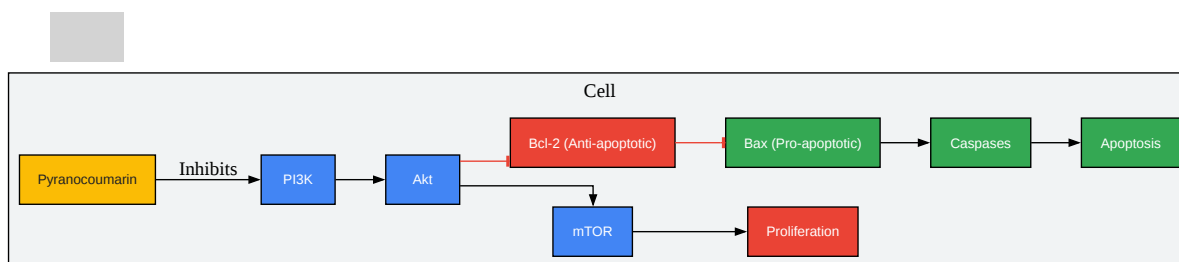 Cell
Bcl-2 (Anti-apoptotic)
Bax (Pro-apoptotic)
Caspases
Apoptosis
Pyranocoumarin
Inhibits
PI3K
Akt
mTOR
Proliferation